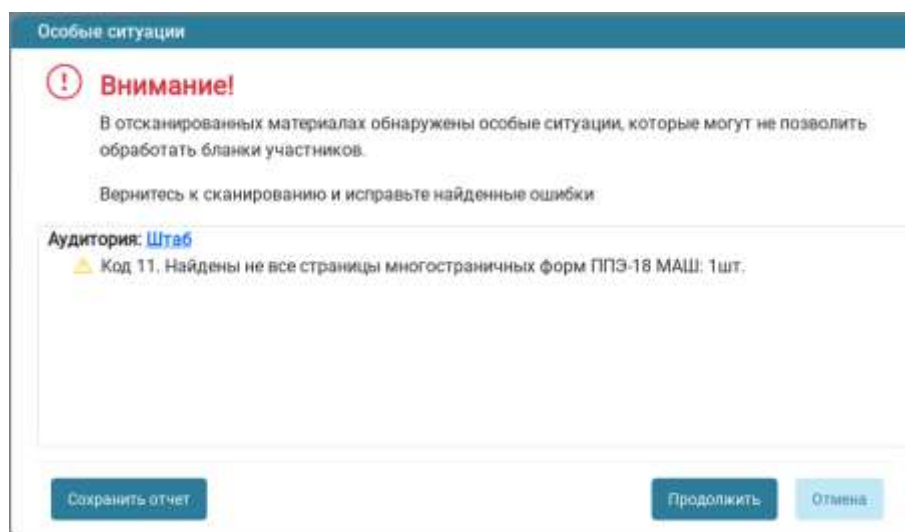 Особые ситуации
Внимание!
В отсканированных материалах обнаружены особые ситуации, которые могут не позволить
обработать бланки участников.
Вернитесь к сканированию и исправьте найденные ошибки
Аудитория: Штаб
Код 11. Найдены не все страницы многостраничных форм ППЭ-18 МАШ: 1шт.
Сохранить отчет
Продолжить
Отмена